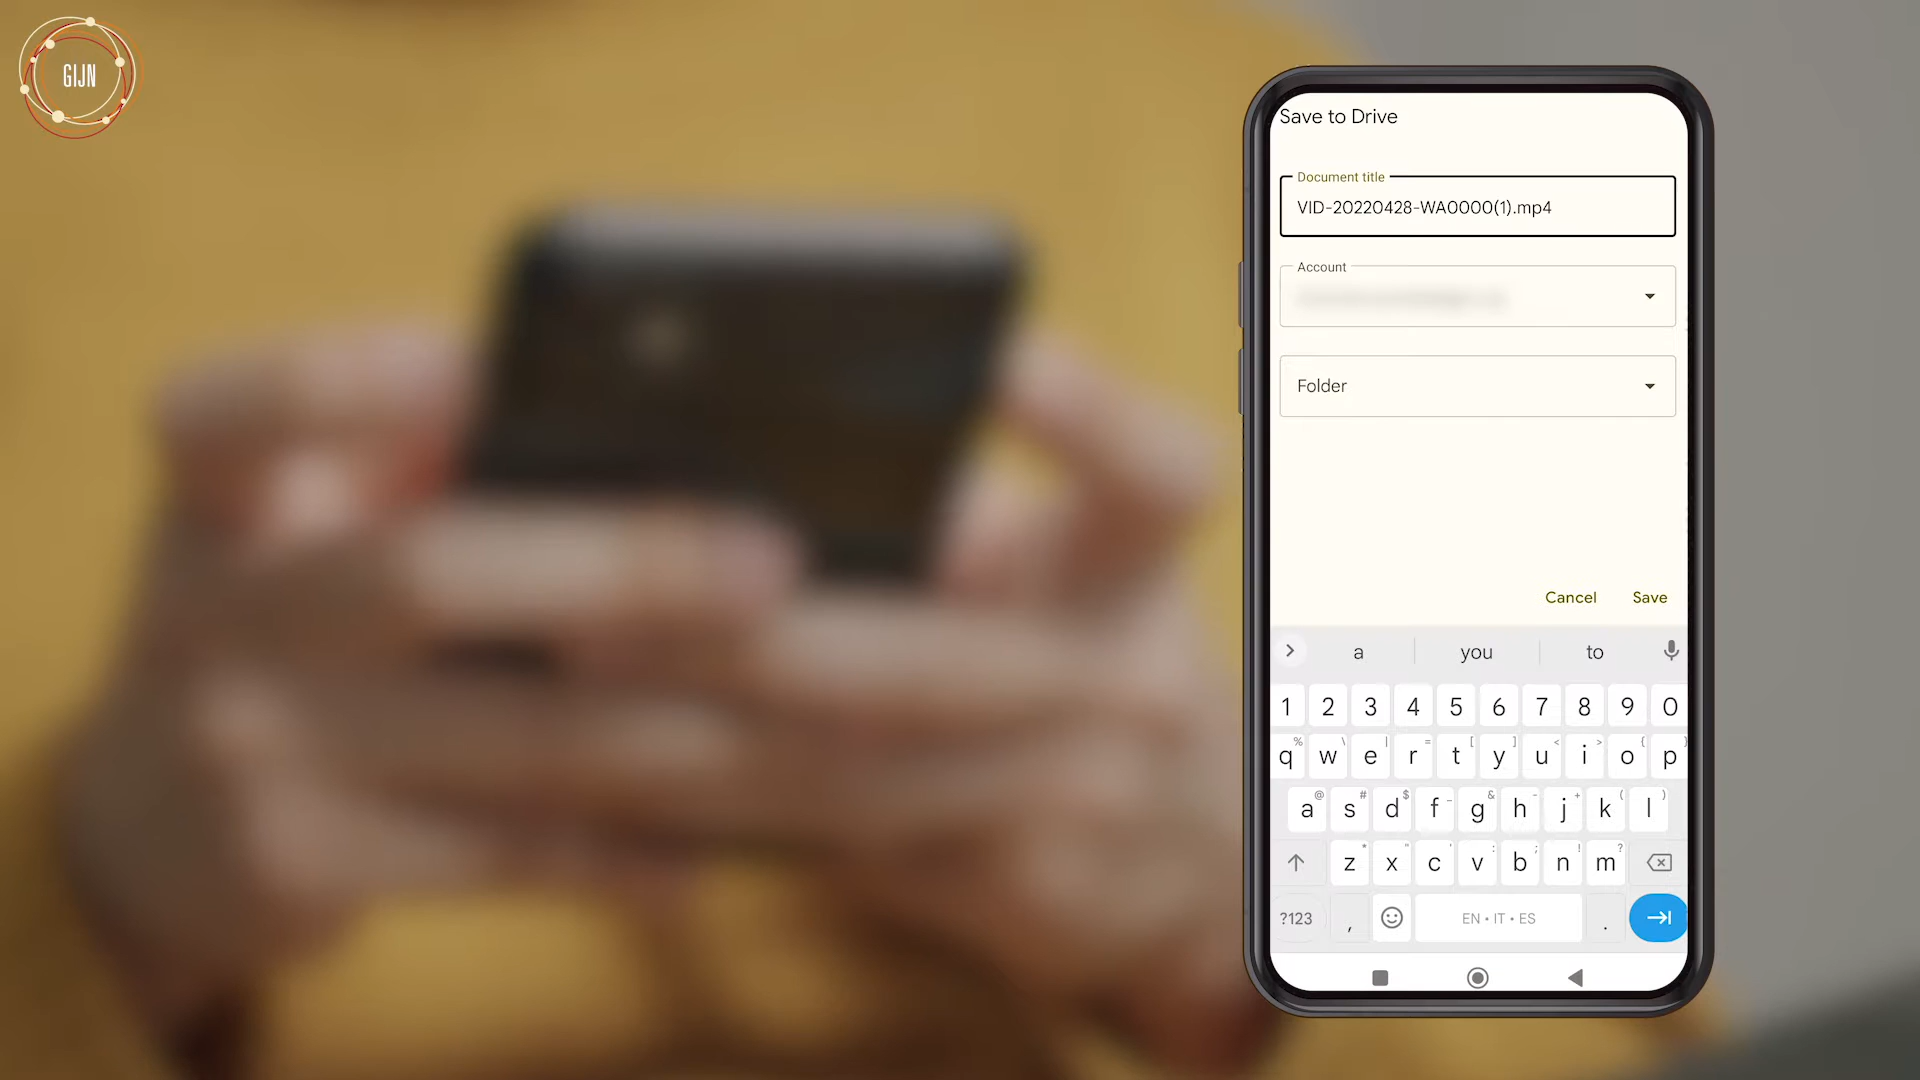 GIJN
Save to Drive
Document title
VID-20220428-WA0000(1).mp4
Account
Folder
Cancel Save
a you to
1 2 3 4 5 6 7 8 9 0
% \ | = [ ] < > { }
q w e r t y u i o p
@ # $ _ & - + ( )
a s d f g h j k l
* " ' : ; ! ?
z x c v b n m
?123 , EN • IT • ES .